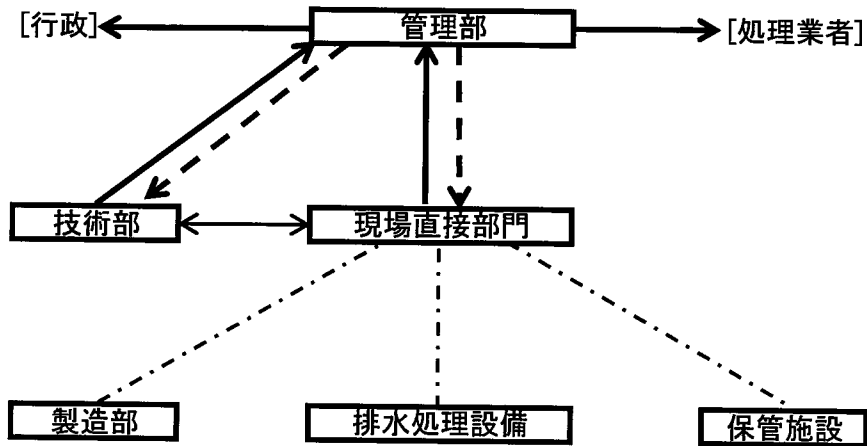 [行政]
管理部
[処理業者]
技術部
現場直接部門
製造部
排水処理設備
保管施設